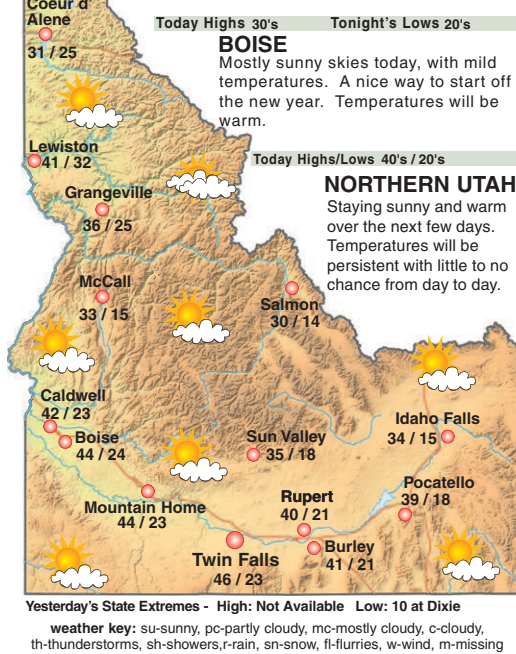 Coeur d'
Alene
31 / 25
Today Highs 30's Tonight's Lows 20's
BOISE
Mostly sunny skies today, with mild
temperatures. A nice way to start off
the new year. Temperatures will be
warm.
Lewiston
41 / 32
Today Highs/Lows 40's / 20's
NORTHERN UTAH
Staying sunny and warm
over the next few days.
Temperatures will be
persistent with little to no
chance from day to day.
Grangeville
36 / 25
McCall
33 / 15
Salmon
30 / 14
Caldwell
42 / 23
Boise
44 / 24
Sun Valley
35 / 18
Idaho Falls
34 / 15
Mountain Home
44 / 23
Rupert
40 / 21
Pocatello
39 / 18
Twin Falls
46 / 23
Burley
41 / 21
Yesterday's State Extremes - High: Not Available Low: 10 at Dixie
weather key: su-sunny, pc-partly cloudy, mc-mostly cloudy, c-cloudy,
th-thunderstorms, sh-showers,r-rain, sn-snow, fl-flurries, w-wind, m-missing